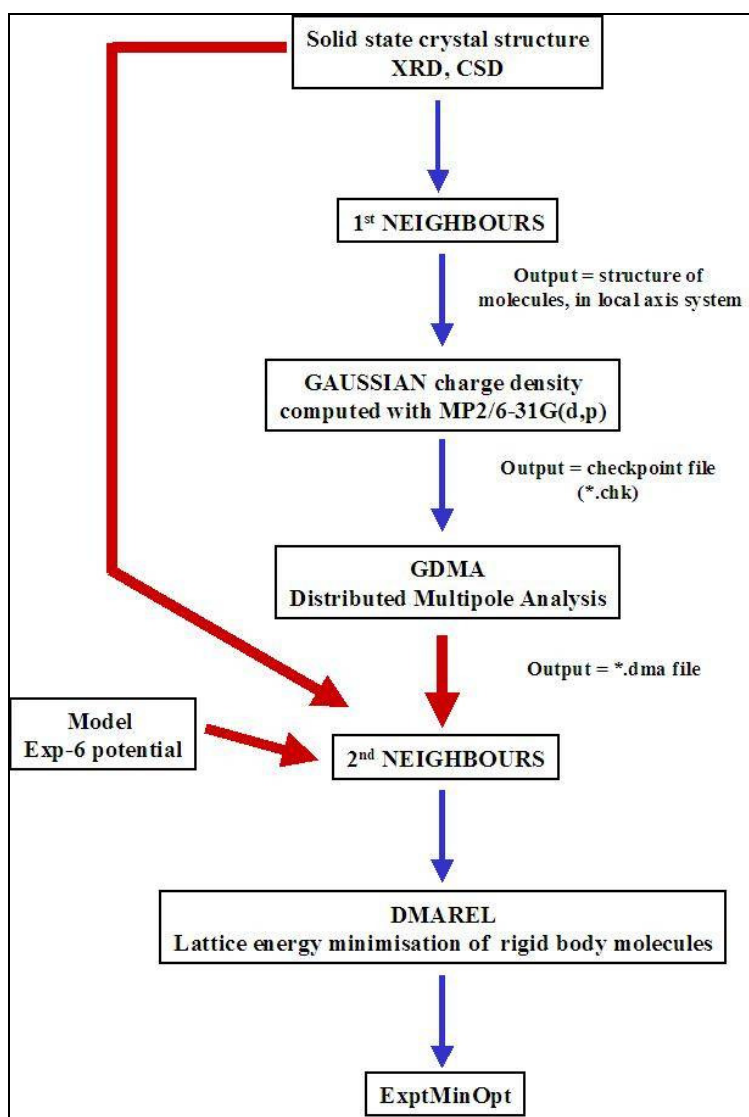 Solid state crystal structure
XRD, CSD
1st NEIGHBOURS
Output = structure of
molecules, in local axis system
GAUSSIAN charge density
computed with MP2/6-31G(d,p)
Output = checkpoint file
(*.chk)
GDMA
Distributed Multipole Analysis
Output = *.dma file
Model
Exp-6 potential
2nd NEIGHBOURS
DMAREL
Lattice energy minimisation of rigid body molecules
ExptMinOpt